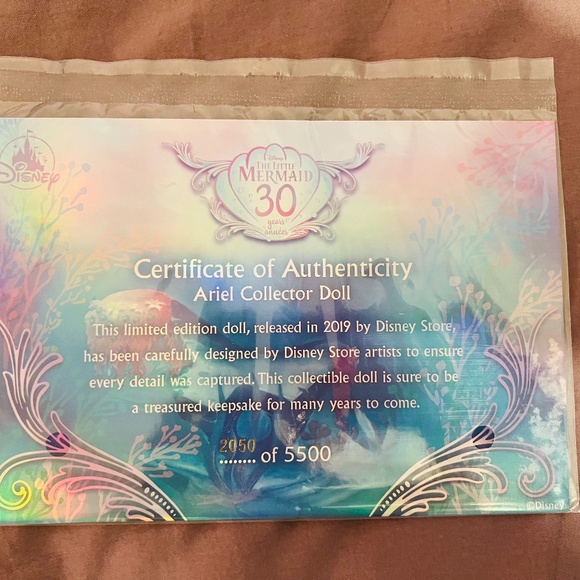 Disney
Disney
THE LITTLE
MERMAID
30
years
années
Certificate of Authenticity
Ariel Collector Doll
This limited edition doll, released in 2019 by Disney Store,
has been carefully designed by Disney Store artists to ensure
every detail was captured. This collectible doll is sure to be
a treasured keepsake for many years to come.
2050 of 5500
©Disney